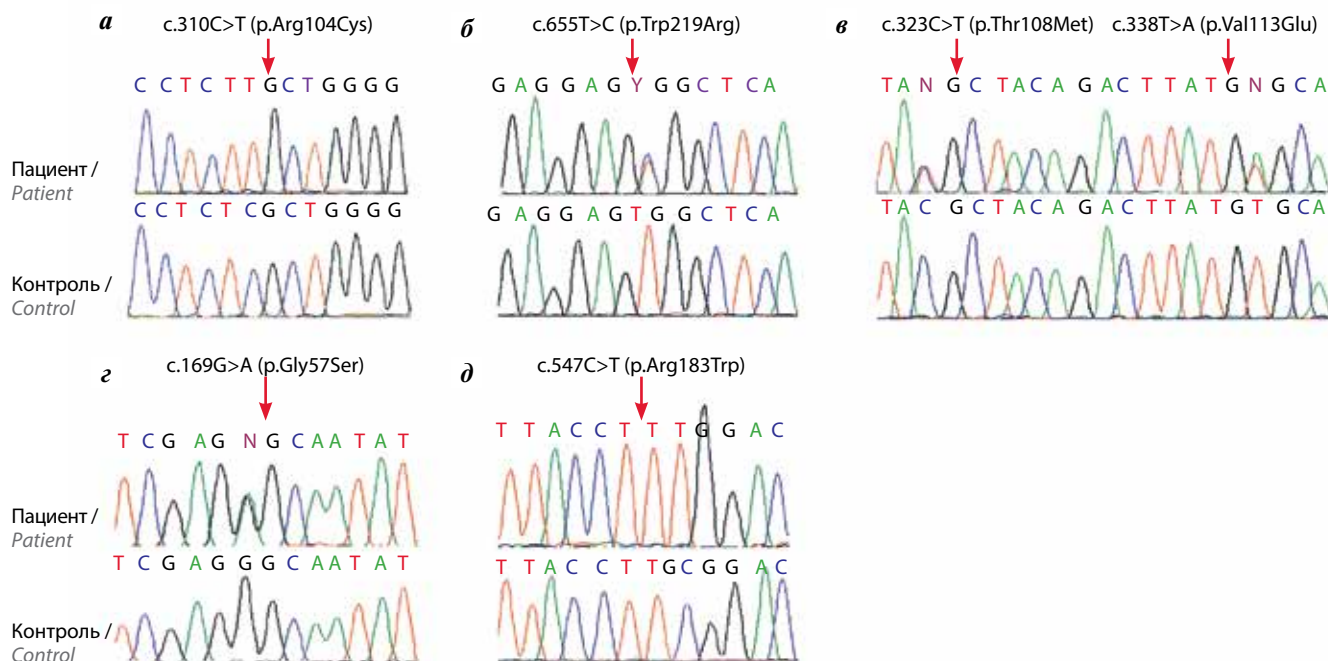 а
c.310C>T (p.Arg104Cys)
C C T C T T G C T G G G G
Пациент /
Patient
C C T C T C G C T G G G G
Контроль /
Control
б
c.655T>C (p.Trp219Arg)
G A G G A G Y G G C T C A
G A G G A G T G G C T C A
в
c.323C>T (p.Thr108Met) c.338T>A (p.Val113Glu)
T A N G C T A C A G A C T T A T G N G C A
T A C G C T A C A G A C T T A T G T G C A
г
c.169G>A (p.Gly57Ser)
T C G A G N G C A A T A T
Пациент /
Patient
T C G A G G G C A A T A T
Контроль /
Control
д
c.547C>T (p.Arg183Trp)
T T A C C T T T G G A C
T T A C C T T G C G G A C